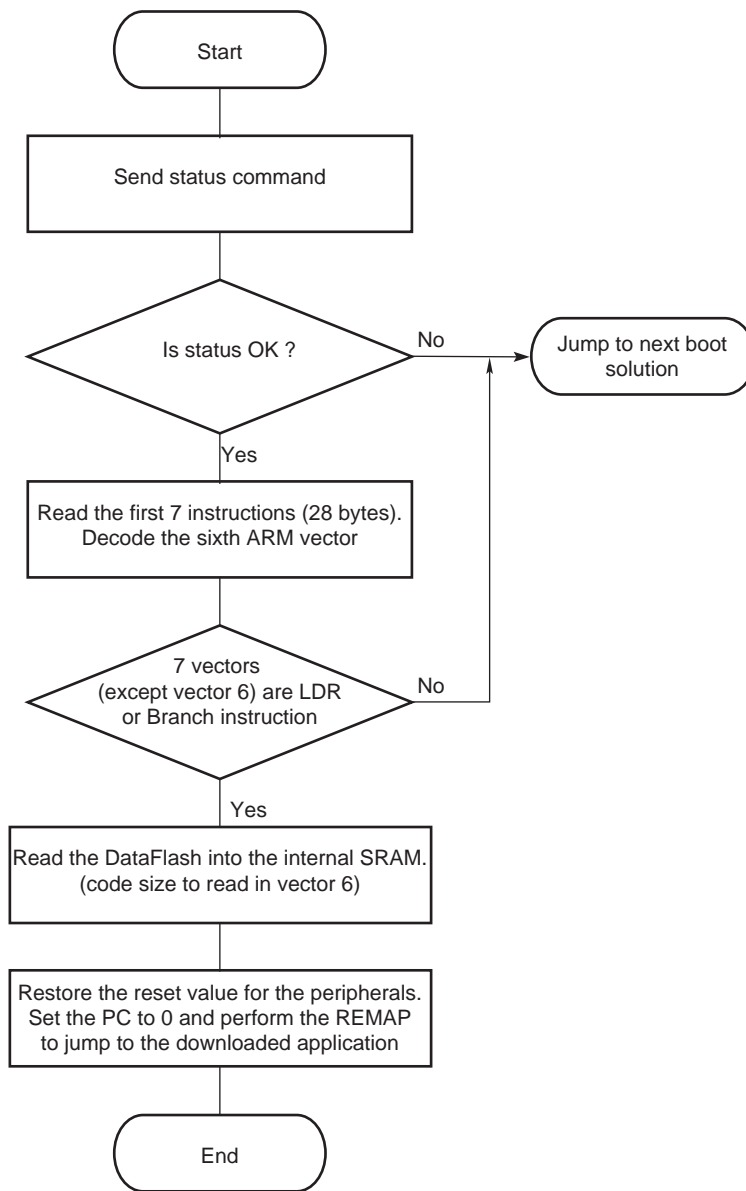 Start
Send status command
Is status OK ?
No
Jump to next boot
solution
Yes
Read the first 7 instructions (28 bytes).
Decode the sixth ARM vector
7 vectors
(except vector 6) are LDR
or Branch instruction
No
Yes
Read the DataFlash into the internal SRAM.
(code size to read in vector 6)
Restore the reset value for the peripherals.
Set the PC to 0 and perform the REMAP
to jump to the downloaded application
End